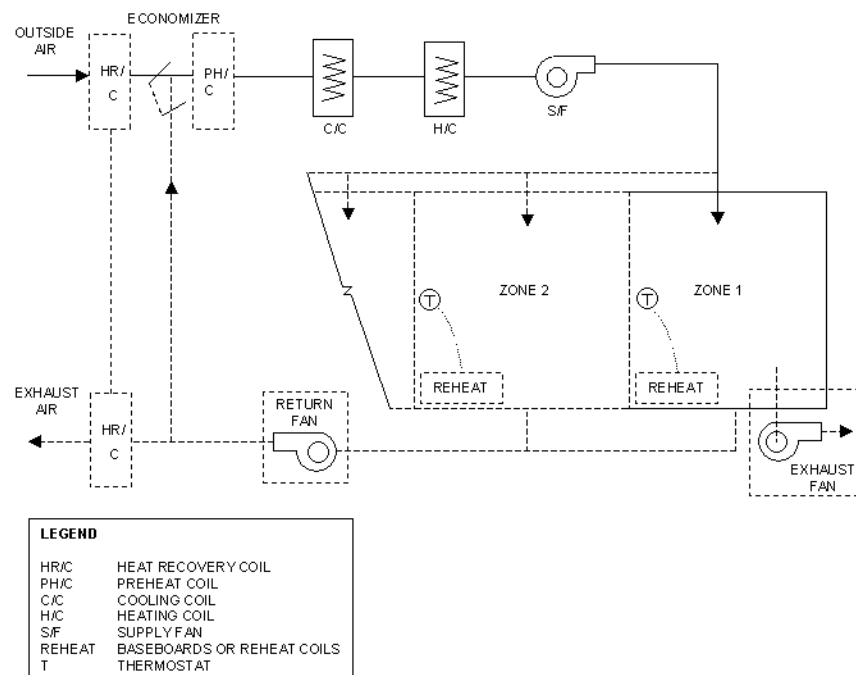 ECONOMIZER
OUTSIDE
AIR
HR/
C
PH/
C
C/C
H/C
S/F
ZONE 2
ZONE 1
T
T
REHEAT
REHEAT
EXHAUST
AIR
HR/
C
RETURN
FAN
EXHAUST
FAN
LEGEND
HR/C HEAT RECOVERY COIL
PH/C PREHEAT COIL
C/C COOLING COIL
H/C HEATING COIL
S/F SUPPLY FAN
REHEAT BASEBOARDS OR REHEAT COILS
T THERMOSTAT